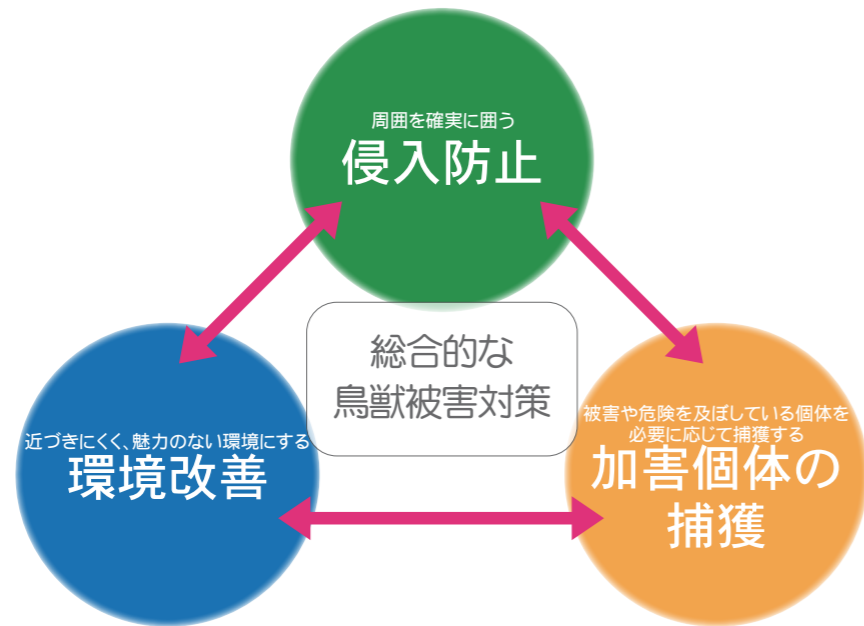 周囲を確実に囲う
侵入防止
総合的な
鳥獣被害対策
近づきにくく、魅力のない環境にする
環境改善
被害や危険を及ぼしている個体を
必要に応じて捕獲する
加害個体の
捕獲